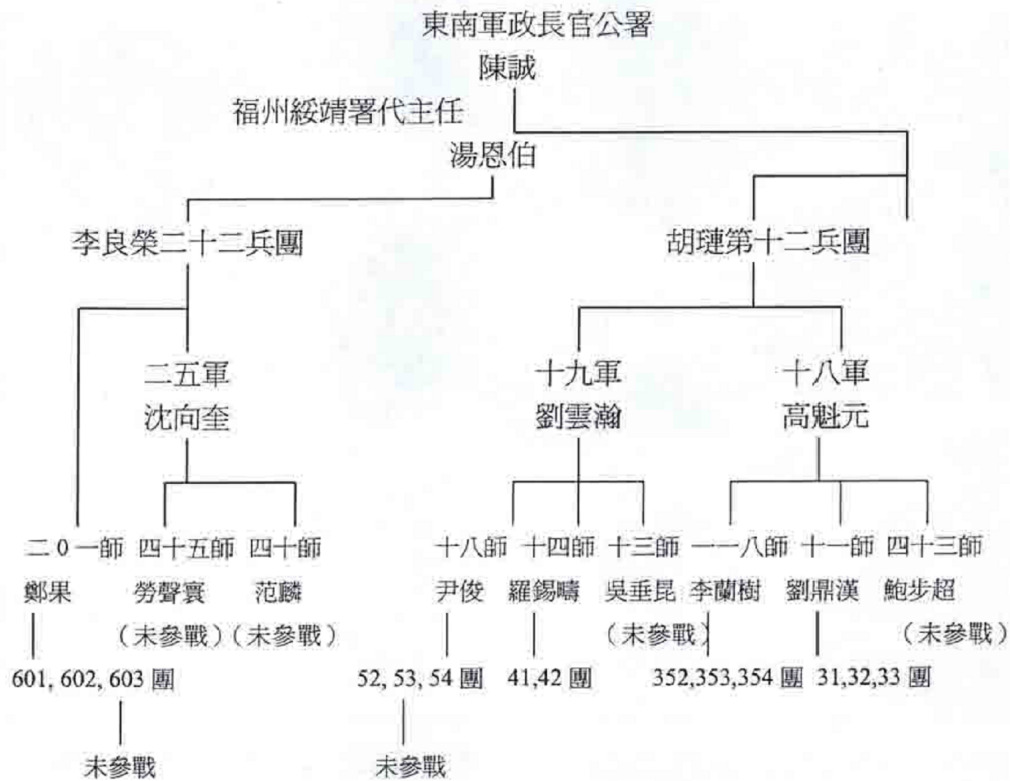 東南軍政長官公署
陳誠
福州綏靖署代主任
湯恩伯
李良榮二十二兵團
胡璉第十二兵團
二五軍
沈向奎
十九軍
劉雲瀚
十八軍
高魁元
二0一師 四十五師 四十師
十八師 十四師 十三師 一一八師 十一師 四十三師
鄭果 勞聲寰 范麟
尹俊 羅錫疇 吳垂昆 李蘭樹 劉鼎漢 鮑步超
(未參戰) (未參戰)
(未參戰)
(未參戰)
601, 602, 603 團
52, 53, 54 團 41,42 團
352,353,354 團 31,32,33 團
未參戰
未參戰